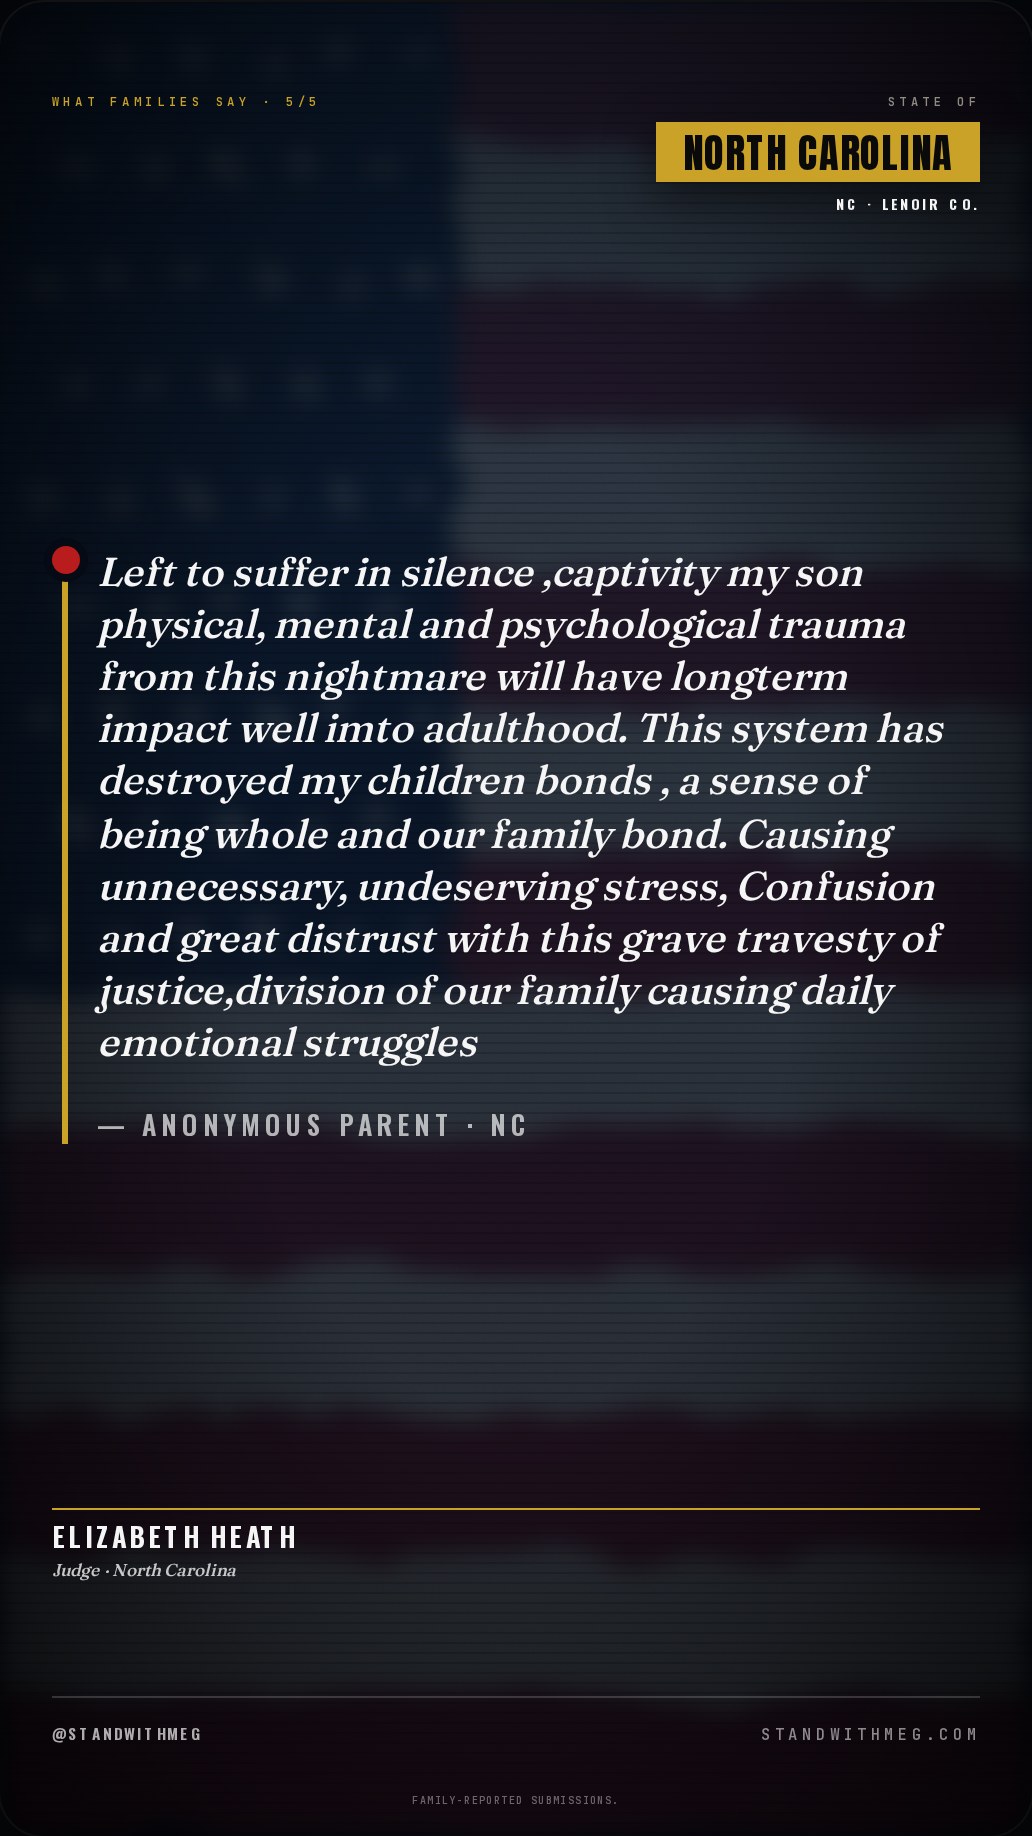 WHAT FAMILIES SAY · 5/5
STATE OF
NORTH CAROLINA
NC · LENOIR CO.
Left to suffer in silence ,captivity my son
physical, mental and psychological trauma
from this nightmare will have longterm
impact well imto adulthood. This system has
destroyed my children bonds , a sense of
being whole and our family bond. Causing
unnecessary, undeserving stress, Confusion
and great distrust with this grave travesty of
justice,division of our family causing daily
emotional struggles
— ANONYMOUS PARENT · NC
ELIZABETH HEATH
Judge · North Carolina
@STANDWITHMEG
STANDWITHMEG.COM
FAMILY-REPORTED SUBMISSIONS.